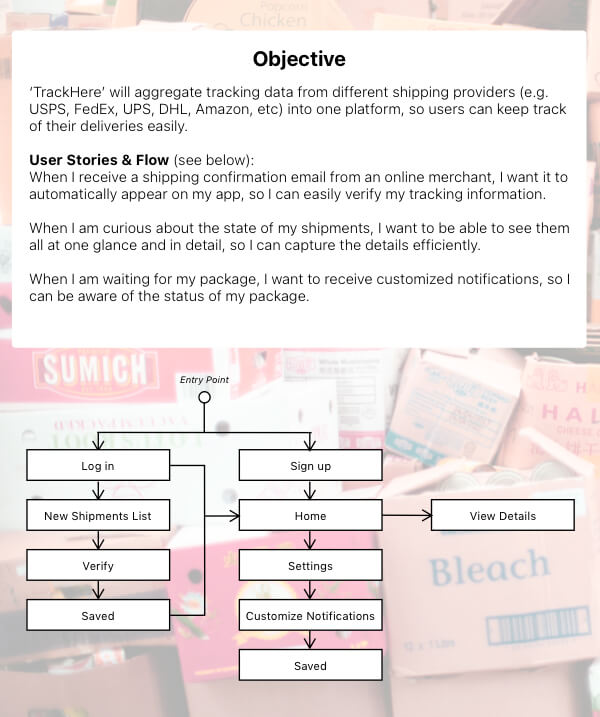 Popcorn
Chicken
Objective
‘TrackHere’ will aggregate tracking data from different shipping providers (e.g.
USPS, FedEx, UPS, DHL, Amazon, etc) into one platform, so users can keep track
of their deliveries easily.
User Stories & Flow (see below):
When I receive a shipping confirmation email from an online merchant, I want it to
automatically appear on my app, so I can easily verify my tracking information.
When I am curious about the state of my shipments, I want to be able to see them
all at one glance and in detail, so I can capture the details efficiently.
When I am waiting for my package, I want to receive customized notifications, so I
can be aware of the status of my package.
SUMICH
Entry Point
Log in
Sign up
New Shipments List
Home
View Details
Verify
Settings
Bleach
Saved
Customize Notifications
12 x 1 Litre
Saved